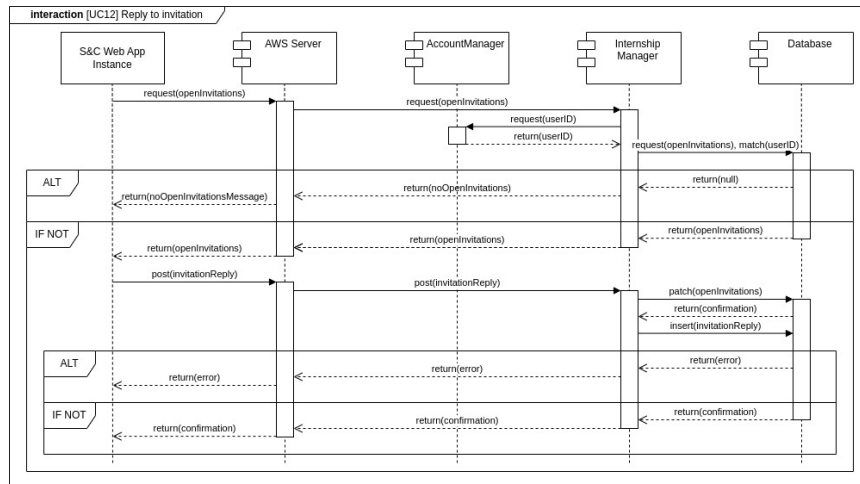 interaction [UC12] Reply to invitation
S&C Web App
Instance
AWS Server
AccountManager
Internship
Manager
Database
request(openInvitations)
request(openInvitations)
request(userID)
return(userID)
request(openInvitations), match(userID)
ALT
return(null)
return(noOpenInvitations)
return(noOpenInvitationsMessage)
IF NOT
return(openInvitations)
return(openInvitations)
return(openInvitations)
post(invitationReply)
post(invitationReply)
patch(openInvitations)
return(confirmation)
insert(invitationReply)
ALT
return(error)
return(error)
return(error)
IF NOT
return(confirmation)
return(confirmation)
return(confirmation)